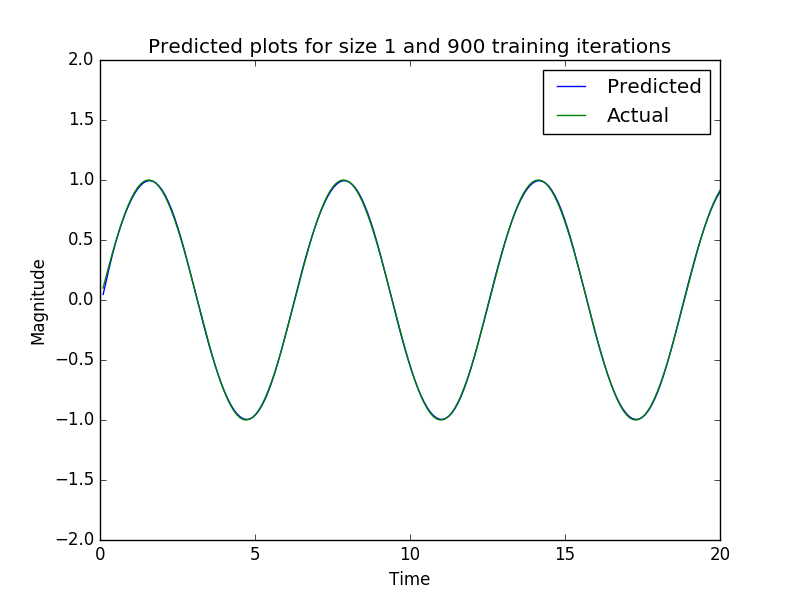 Predicted plots for size 1 and 900 training iterations
Predicted
Actual
2.0
1.5
1.0
0.5
0.0
−0.5
−1.0
−1.5
−2.0
Magnitude
0 5 10 15 20
Time